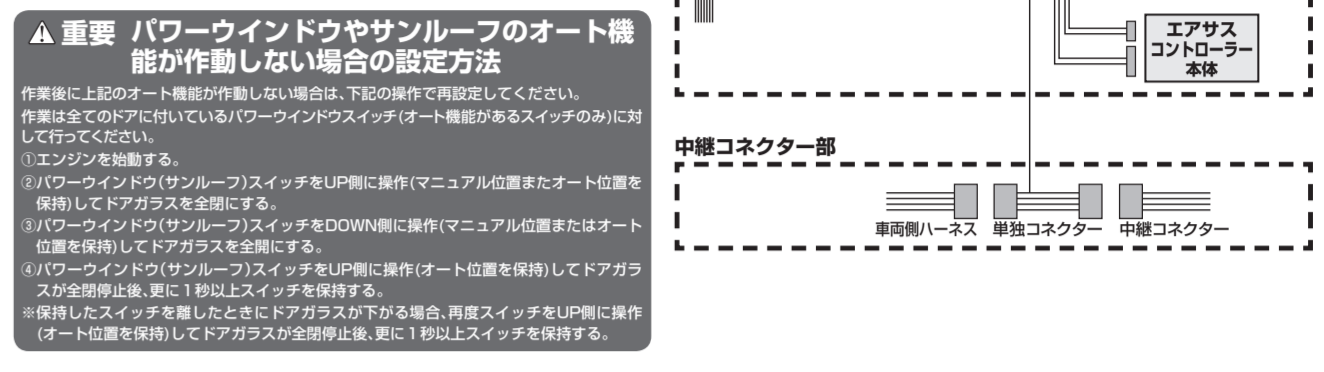 重要 パワーウインドウやサンルーフのオート機
能が作動しない場合の設定方法
作業後に上記のオート機能が作動しない場合は、下記の操作で再設定してください。
作業は全てのドアに付いているパワーウインドウスイッチ(オート機能があるスイッチのみ)に対
して行ってください。
①エンジンを始動する。
②パワーウインドウ(サンルーフ)スイッチをUP側に操作(マニュアル位置またオート位置を
保持)してドアガラスを全閉にする。
③パワーウインドウ(サンルーフ)スイッチをDOWN側に操作(マニュアル位置またはオート
位置を保持)してドアガラスを全開にする。
④パワーウインドウ(サンルーフ)スイッチをUP側に操作(オート位置を保持)してドアガラ
スが全閉停止後、更に1秒以上スイッチを保持する。
※保持したスイッチを離したときにドアガラスが下がる場合、再度スイッチをUP側に操作
(オート位置を保持)してドアガラスが全閉停止後、更に1秒以上スイッチを保持する。
エアサス
コントローラー
本体
中継コネクター部
車両側ハーネス 単独コネクター 中継コネクター